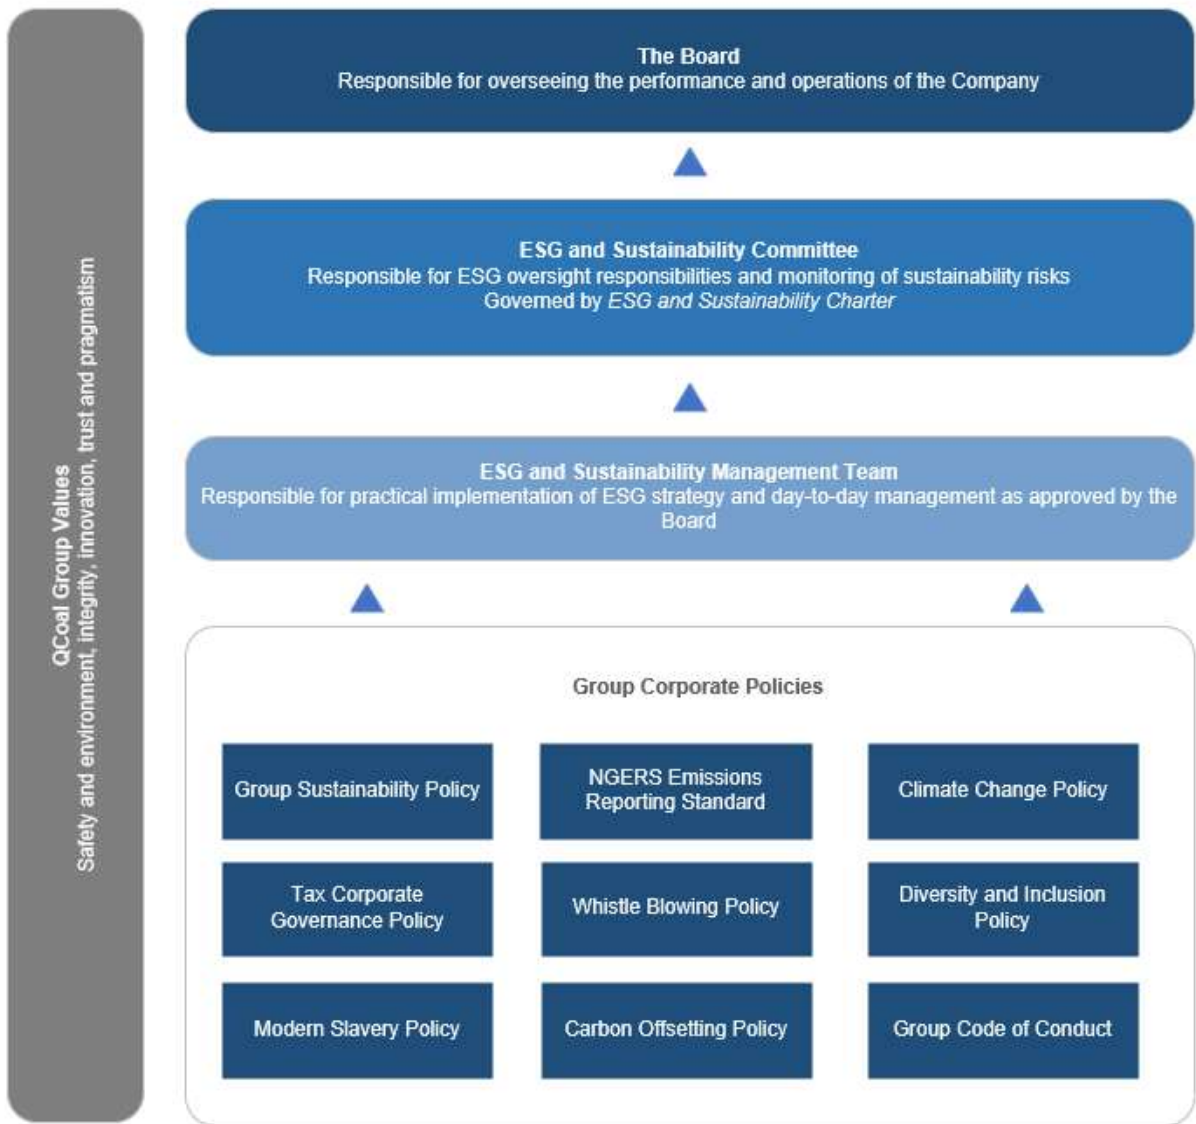 QCoal Group Values
Safety and environment, integrity, innovation, trust and pragmatism
The Board
Responsible for overseeing the performance and operations of the Company
ESG and Sustainability Committee
Responsible for ESG oversight responsibilities and monitoring of sustainability risks
Governed by ESG and Sustainability Charter
ESG and Sustainability Management Team
Responsible for practical implementation of ESG strategy and day-to-day management as approved by the
Board
Group Corporate Policies
Group Sustainability Policy
NGERS Emissions
Reporting Standard
Climate Change Policy
Tax Corporate
Governance Policy
Whistle Blowing Policy
Diversity and Inclusion
Policy
Modern Slavery Policy
Carbon Offsetting Policy
Group Code of Conduct